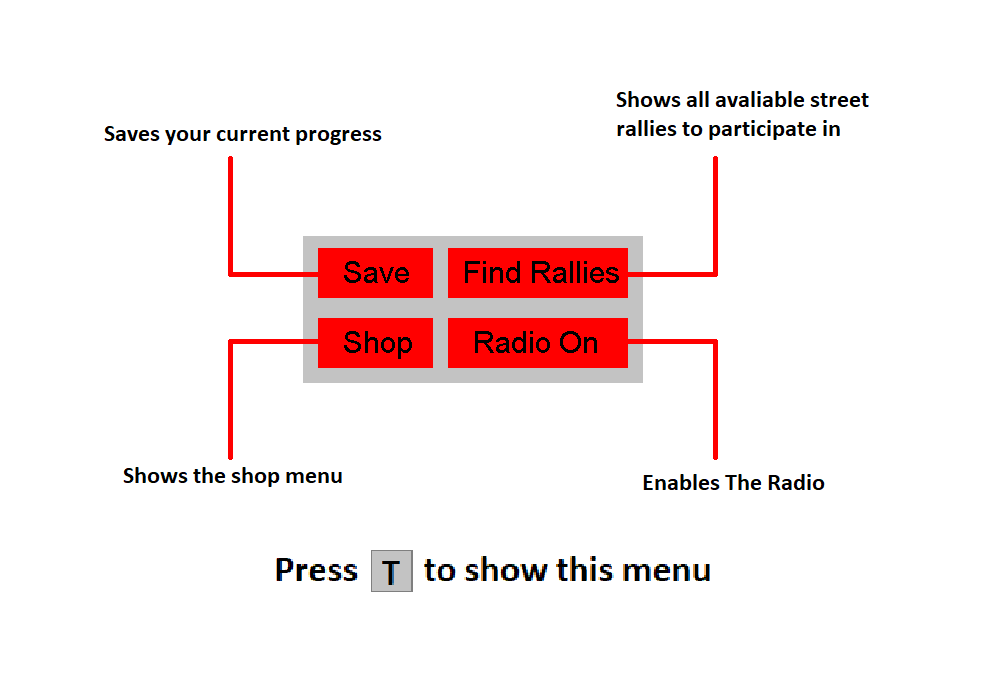 Shows all avaliable street
rallies to participate in
Saves your current progress
Save
Find Rallies
Shop
Radio On
Shows the shop menu
Enables The Radio
Press T to show this menu